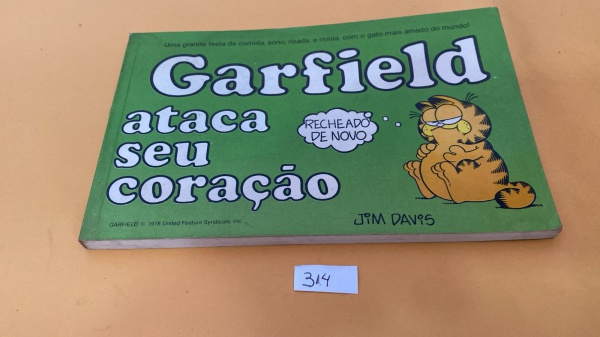 Uma grande festa de comida, sono, risada, e ironia com o gato mais amado do mundo!
Garfield
ataca
seu
coração
RECHEADO
DE NOVO
JIM DAVIS
GARFIELD © 1978 United Feature Syndicate, Inc.
314